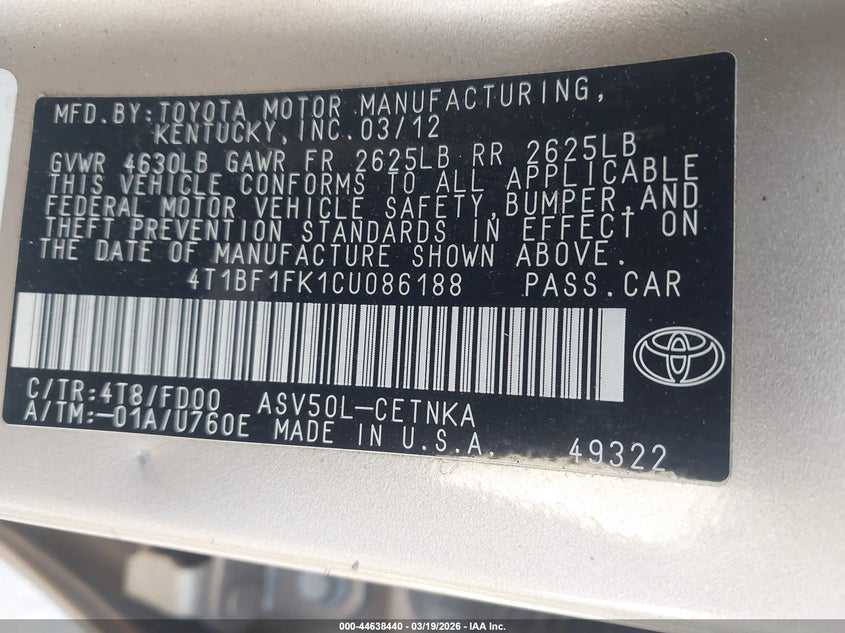 MFD.BY:TOYOTA MOTOR MANUFACTURING,
KENTUCKY,INC.03/12
GVWR 4630LB GAWR FR 2625LB RR 2625LB
THIS VEHICLE CONFORMS TO ALL APPLICABLE
FEDERAL MOTOR VEHICLE SAFETY,BUMPER,AND
THEFT PREVENTION STANDARDS IN EFFECT ON
THE DATE OF MANUFACTURE SHOWN ABOVE.
4T1BF1FK1CU086188 PASS.CAR
C/TR:4T8/FD00 ASV50L-CETNKA
A/TM:-01A/U760E MADE IN U.S.A. 49322
000-44638440 - 03/19/2026 - IAA Inc.